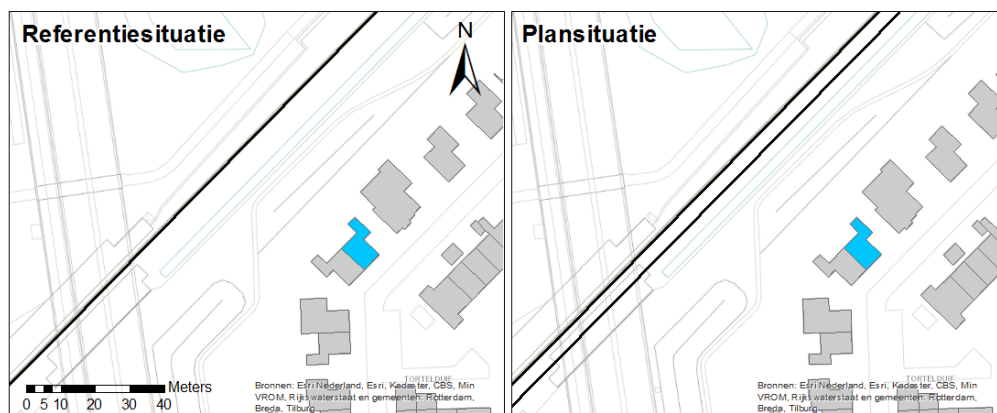 Referentiesituatie
N
Plansituatie
TORTELDUIF
TORTELDUIF
Meters
0 5 10 20 30 40
Bronnen: Esri Nederland, Esri, Kadaster, CBS, Min
VROM, Rijkswaterstaat en gemeenten: Rotterdam,
Breda, Tilburg
Bronnen: Esri Nederland, Esri, Kadaster, CBS, Min
VROM, Rijkswaterstaat en gemeenten: Rotterdam,
Breda, Tilburg